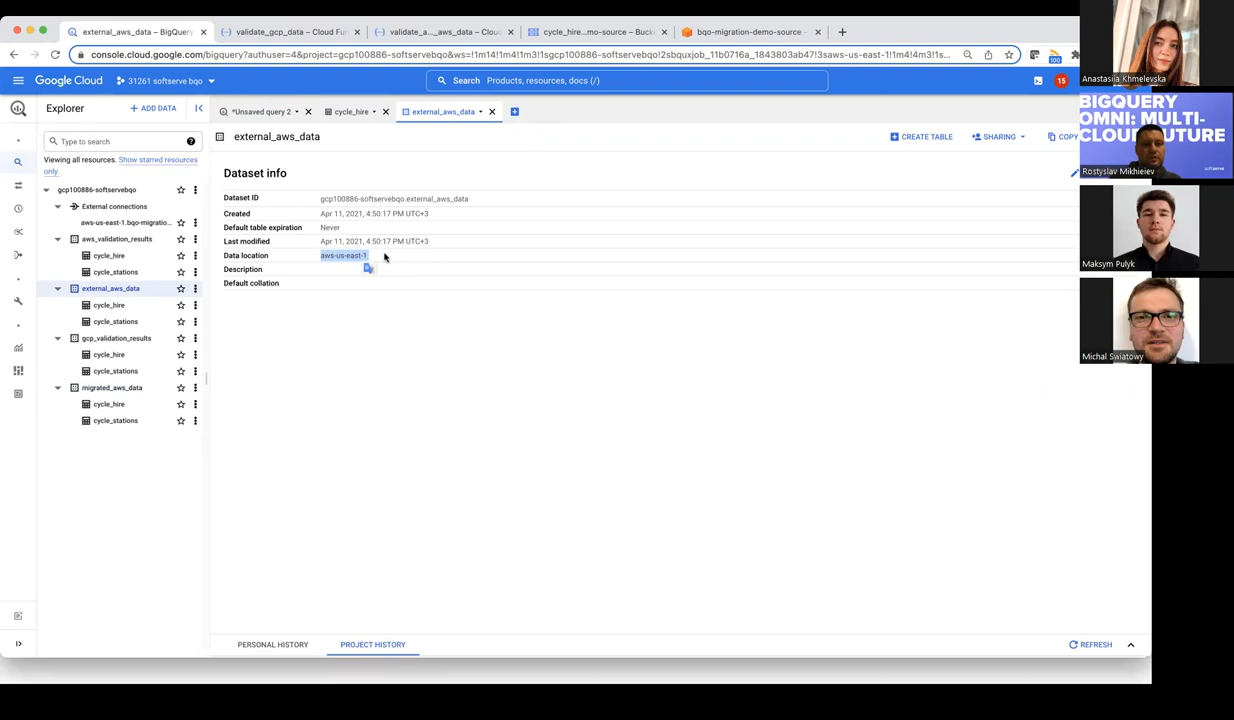 external_aws_data – BigQuery
validate_gcp_data – Cloud Fun
validate_a..._aws_data – Cloud
cycle_hire...mo-source – Buck
bqo-migration-demo-source -
console.cloud.google.com/bigquery?authuser=4&project=gcp100886-softservebqo&ws=!1m14!1m4!1m3!1sgcp100886-softservebqo!2sbquxjob_11b0716a_1843803ab47!3saws-us-east-1!1m4!4m3!1s...
100
Google Cloud
31261 softserve bqo
Search Products, resources, docs (/)
15
Explorer
+ ADD DATA
*Unsaved query 2
cycle_hire
external_aws_data
Type to search
Viewing all resources. Show starred resources
only.
gcp100886-softservebqo
External connections
aws-us-east-1.bqo-migratio...
aws_validation_results
cycle_hire
cycle_stations
external_aws_data
cycle_hire
cycle_stations
gcp_validation_results
cycle_hire
cycle_stations
migrated_aws_data
cycle_hire
cycle_stations
external_aws_data
CREATE TABLE
SHARING
COPY
Dataset info
Dataset ID gcp100886-softservebqo.external_aws_data
Created Apr 11, 2021, 4:50:17 PM UTC+3
Default table expiration Never
Last modified Apr 11, 2021, 4:50:17 PM UTC+3
Data location aws-us-east-1
Description
Default collation
PERSONAL HISTORY
PROJECT HISTORY
REFRESH
Anastasiia Khmelevska
BIGQUERY
OMNI: MULTI-
softserve
Rostyslav Mikhieiev
Maksym Pulyk
Michal Swiatowy